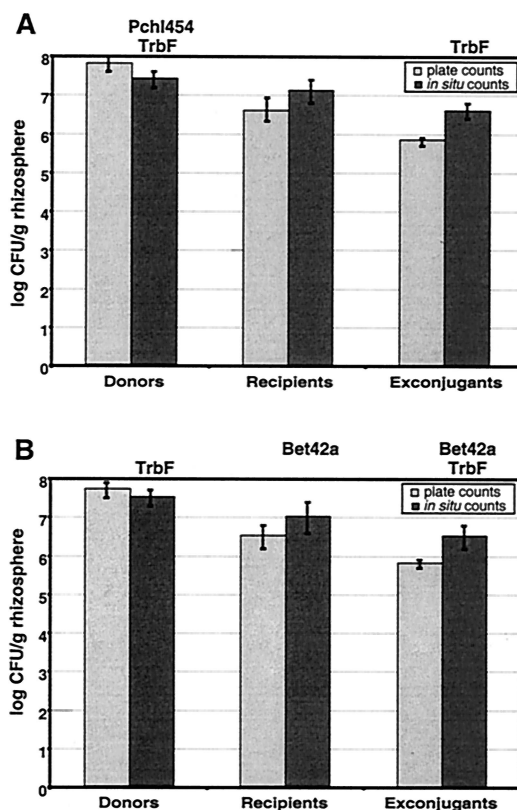 A
Pchl454
TrbF
TrbF
plate counts
in situ counts
log CFU/g rhizosphere
8
7
6
5
4
3
2
1
0
Donors
Recipients
Exconjugants
B
TrbF
Bet42a
Bet42a
TrbF
plate counts
in situ counts
log CFU/g rhizosphere
8
7
6
5
4
3
2
1
0
Donors
Recipients
Exconjugants